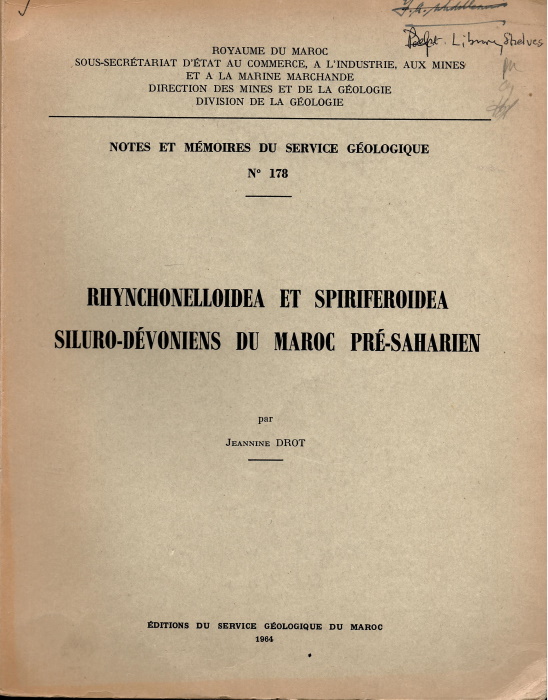 Dept. Library Shelves
ROYAUME DU MAROC
SOUS-SECRÉTARIAT D'ÉTAT AU COMMERCE, A L'INDUSTRIE, AUX MINES
ET A LA MARINE MARCHANDE
DIRECTION DES MINES ET DE LA GÉOLOGIE
DIVISION DE LA GÉOLOGIE
NOTES ET MÉMOIRES DU SERVICE GÉOLOGIQUE
N° 178
RHYNCHONELLOIDEA ET SPIRIFEROIDEA
SILURO-DÉVONIENS DU MAROC PRÉ-SAHARIEN
par
JEANNINE DROT
ÉDITIONS DU SERVICE GÉOLOGIQUE DU MAROC
1964